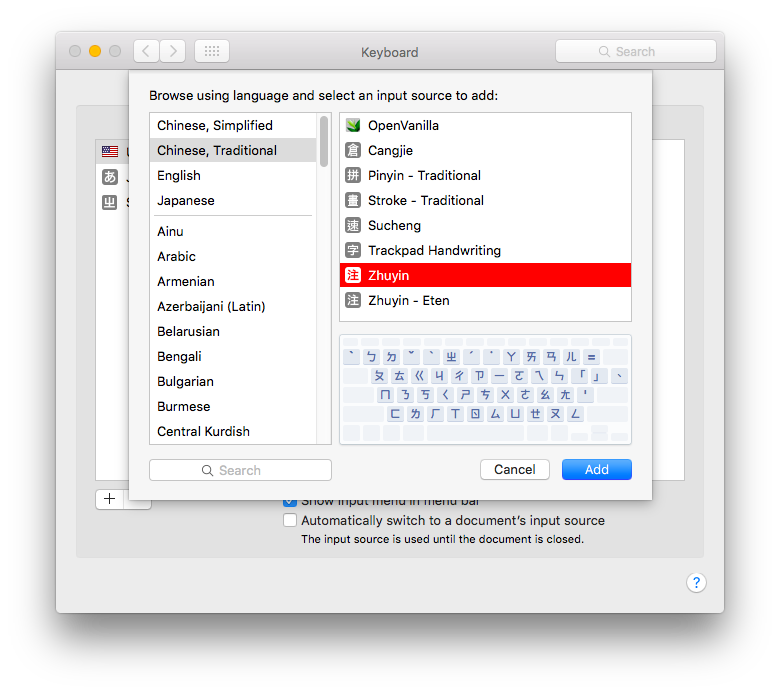 Keyboard
Search
Browse using language and select an input source to add:
Chinese, Simplified
Chinese, Traditional
English
Japanese
Ainu
Arabic
Armenian
Azerbaijani (Latin)
Belarusian
Bengali
Bulgarian
Burmese
Central Kurdish
Search
OpenVanilla
倉 Cangjie
拼 Pinyin - Traditional
畫 Stroke - Traditional
速 Sucheng
字 Trackpad Handwriting
注 Zhuyin
注 Zhuyin - Eten
あ
ㄓ
ˋ ㄅ ㄉ ˇ ˋ ㄓ ˊ ˙ ㄚ ㄞ ㄢ ㄦ =
ㄆ ㄊ ㄍ ㄐ ㄔ ㄗ ㄧ ㄛ ㄟ ㄣ 「 」 、
ㄇ ㄋ ㄎ ㄑ ㄕ ㄘ ㄨ ㄜ ㄠ ㄤ '
ㄈ ㄌ ㄏ ㄒ ㄖ ㄙ ㄩ ㄝ ㄡ ㄥ
Cancel
Add
+
Show input menu in menu bar
Automatically switch to a document's input source
The input source is used until the document is closed.
?